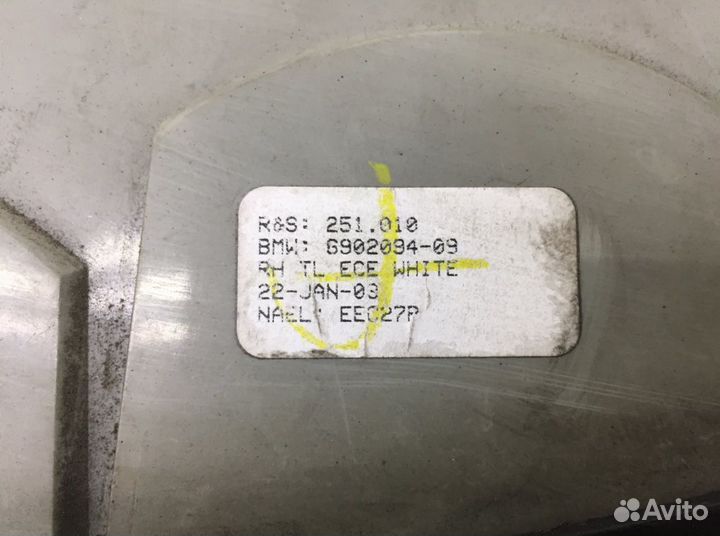 R&S: 251.010
BMW: 6902094-09
RH TL ECE WHITE
22-JAN-03
NAEL: EEC27P
Avito